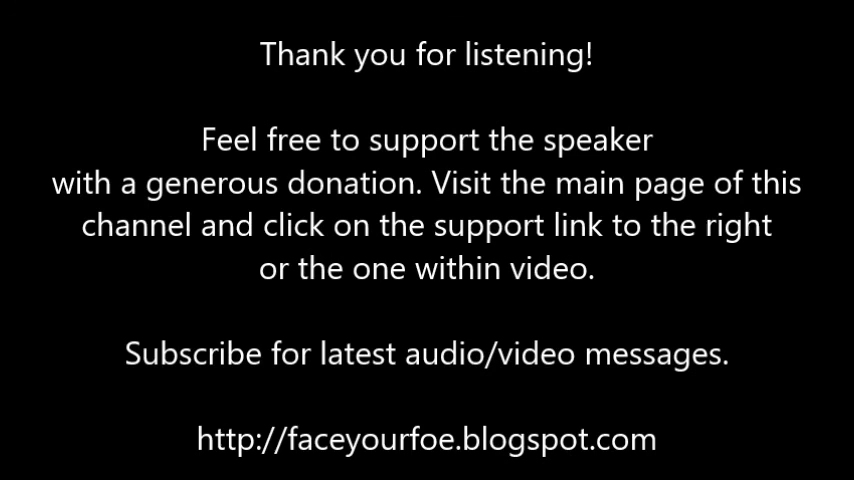 Thank you for listening!
Feel free to support the speaker
with a generous donation. Visit the main page of this
channel and click on the support link to the right
or the one within video.
Subscribe for latest audio/video messages.
http://faceyourfoe.blogspot.com